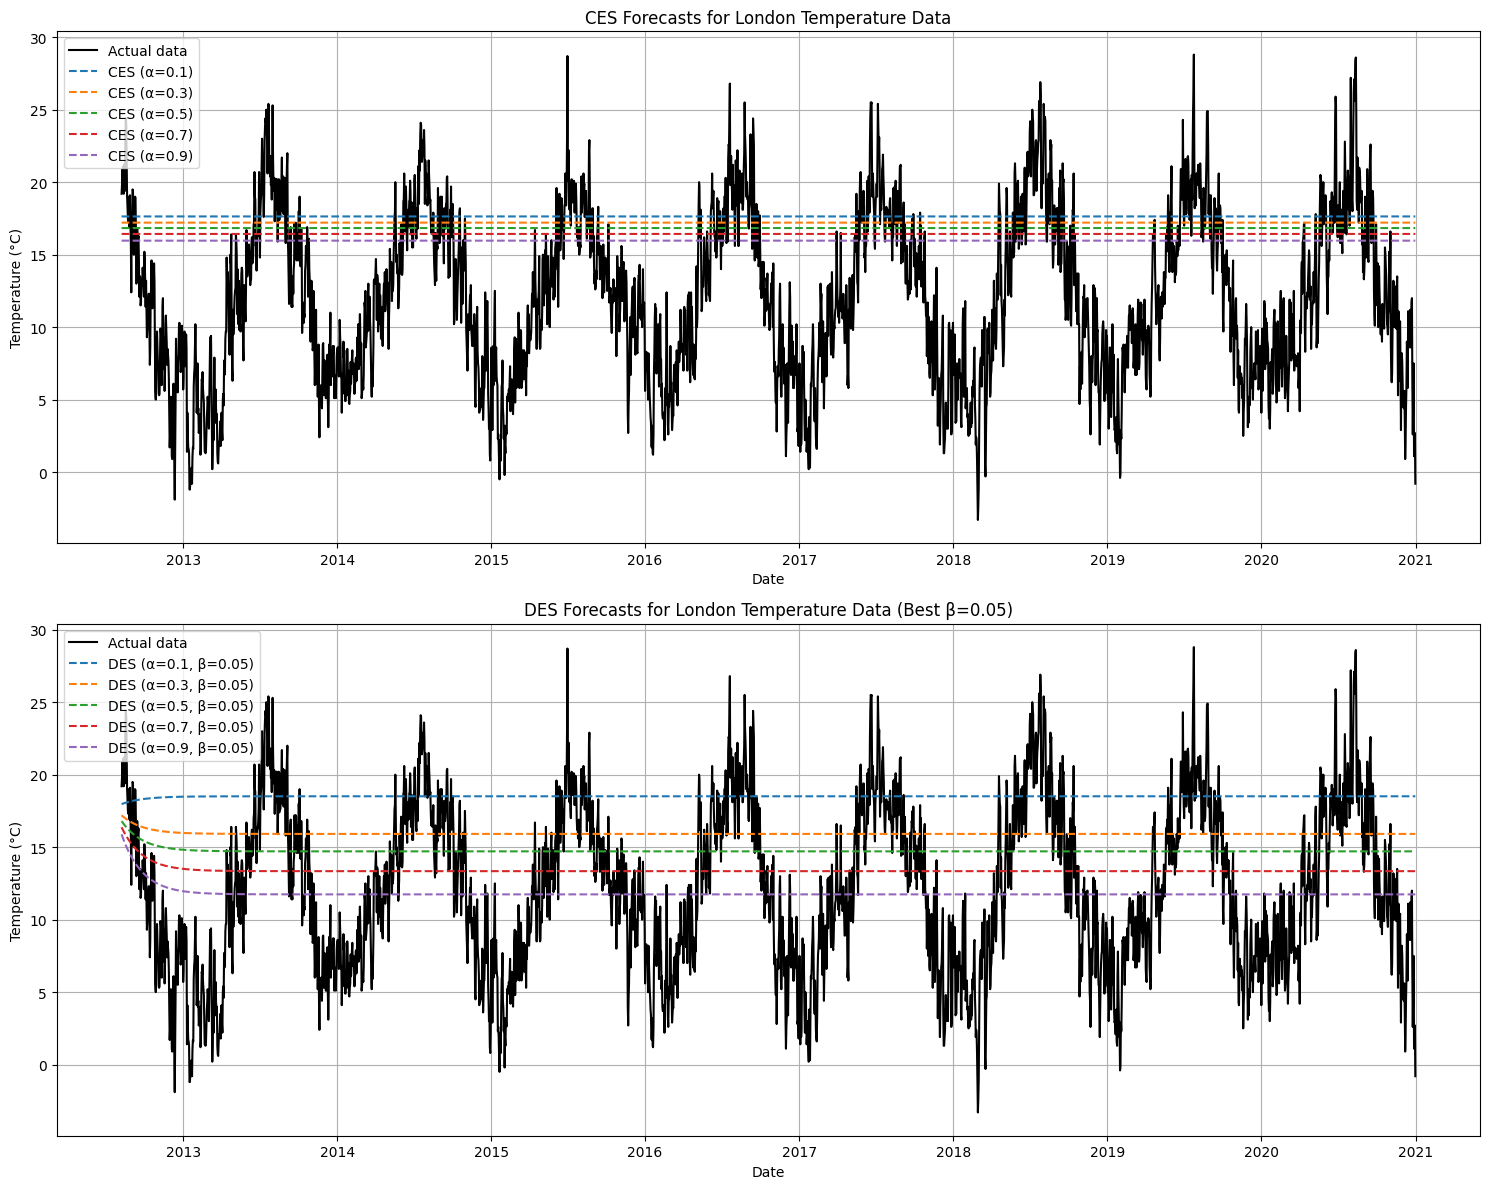 CES Forecasts for London Temperature Data
Temperature (°C)
30
25
20
15
10
5
0
Actual data
CES (α=0.1)
CES (α=0.3)
CES (α=0.5)
CES (α=0.7)
CES (α=0.9)
2013 2014 2015 2016 2017 2018 2019 2020 2021
Date
DES Forecasts for London Temperature Data (Best β=0.05)
Temperature (°C)
30
25
20
15
10
5
0
Actual data
DES (α=0.1, β=0.05)
DES (α=0.3, β=0.05)
DES (α=0.5, β=0.05)
DES (α=0.7, β=0.05)
DES (α=0.9, β=0.05)
2013 2014 2015 2016 2017 2018 2019 2020 2021
Date